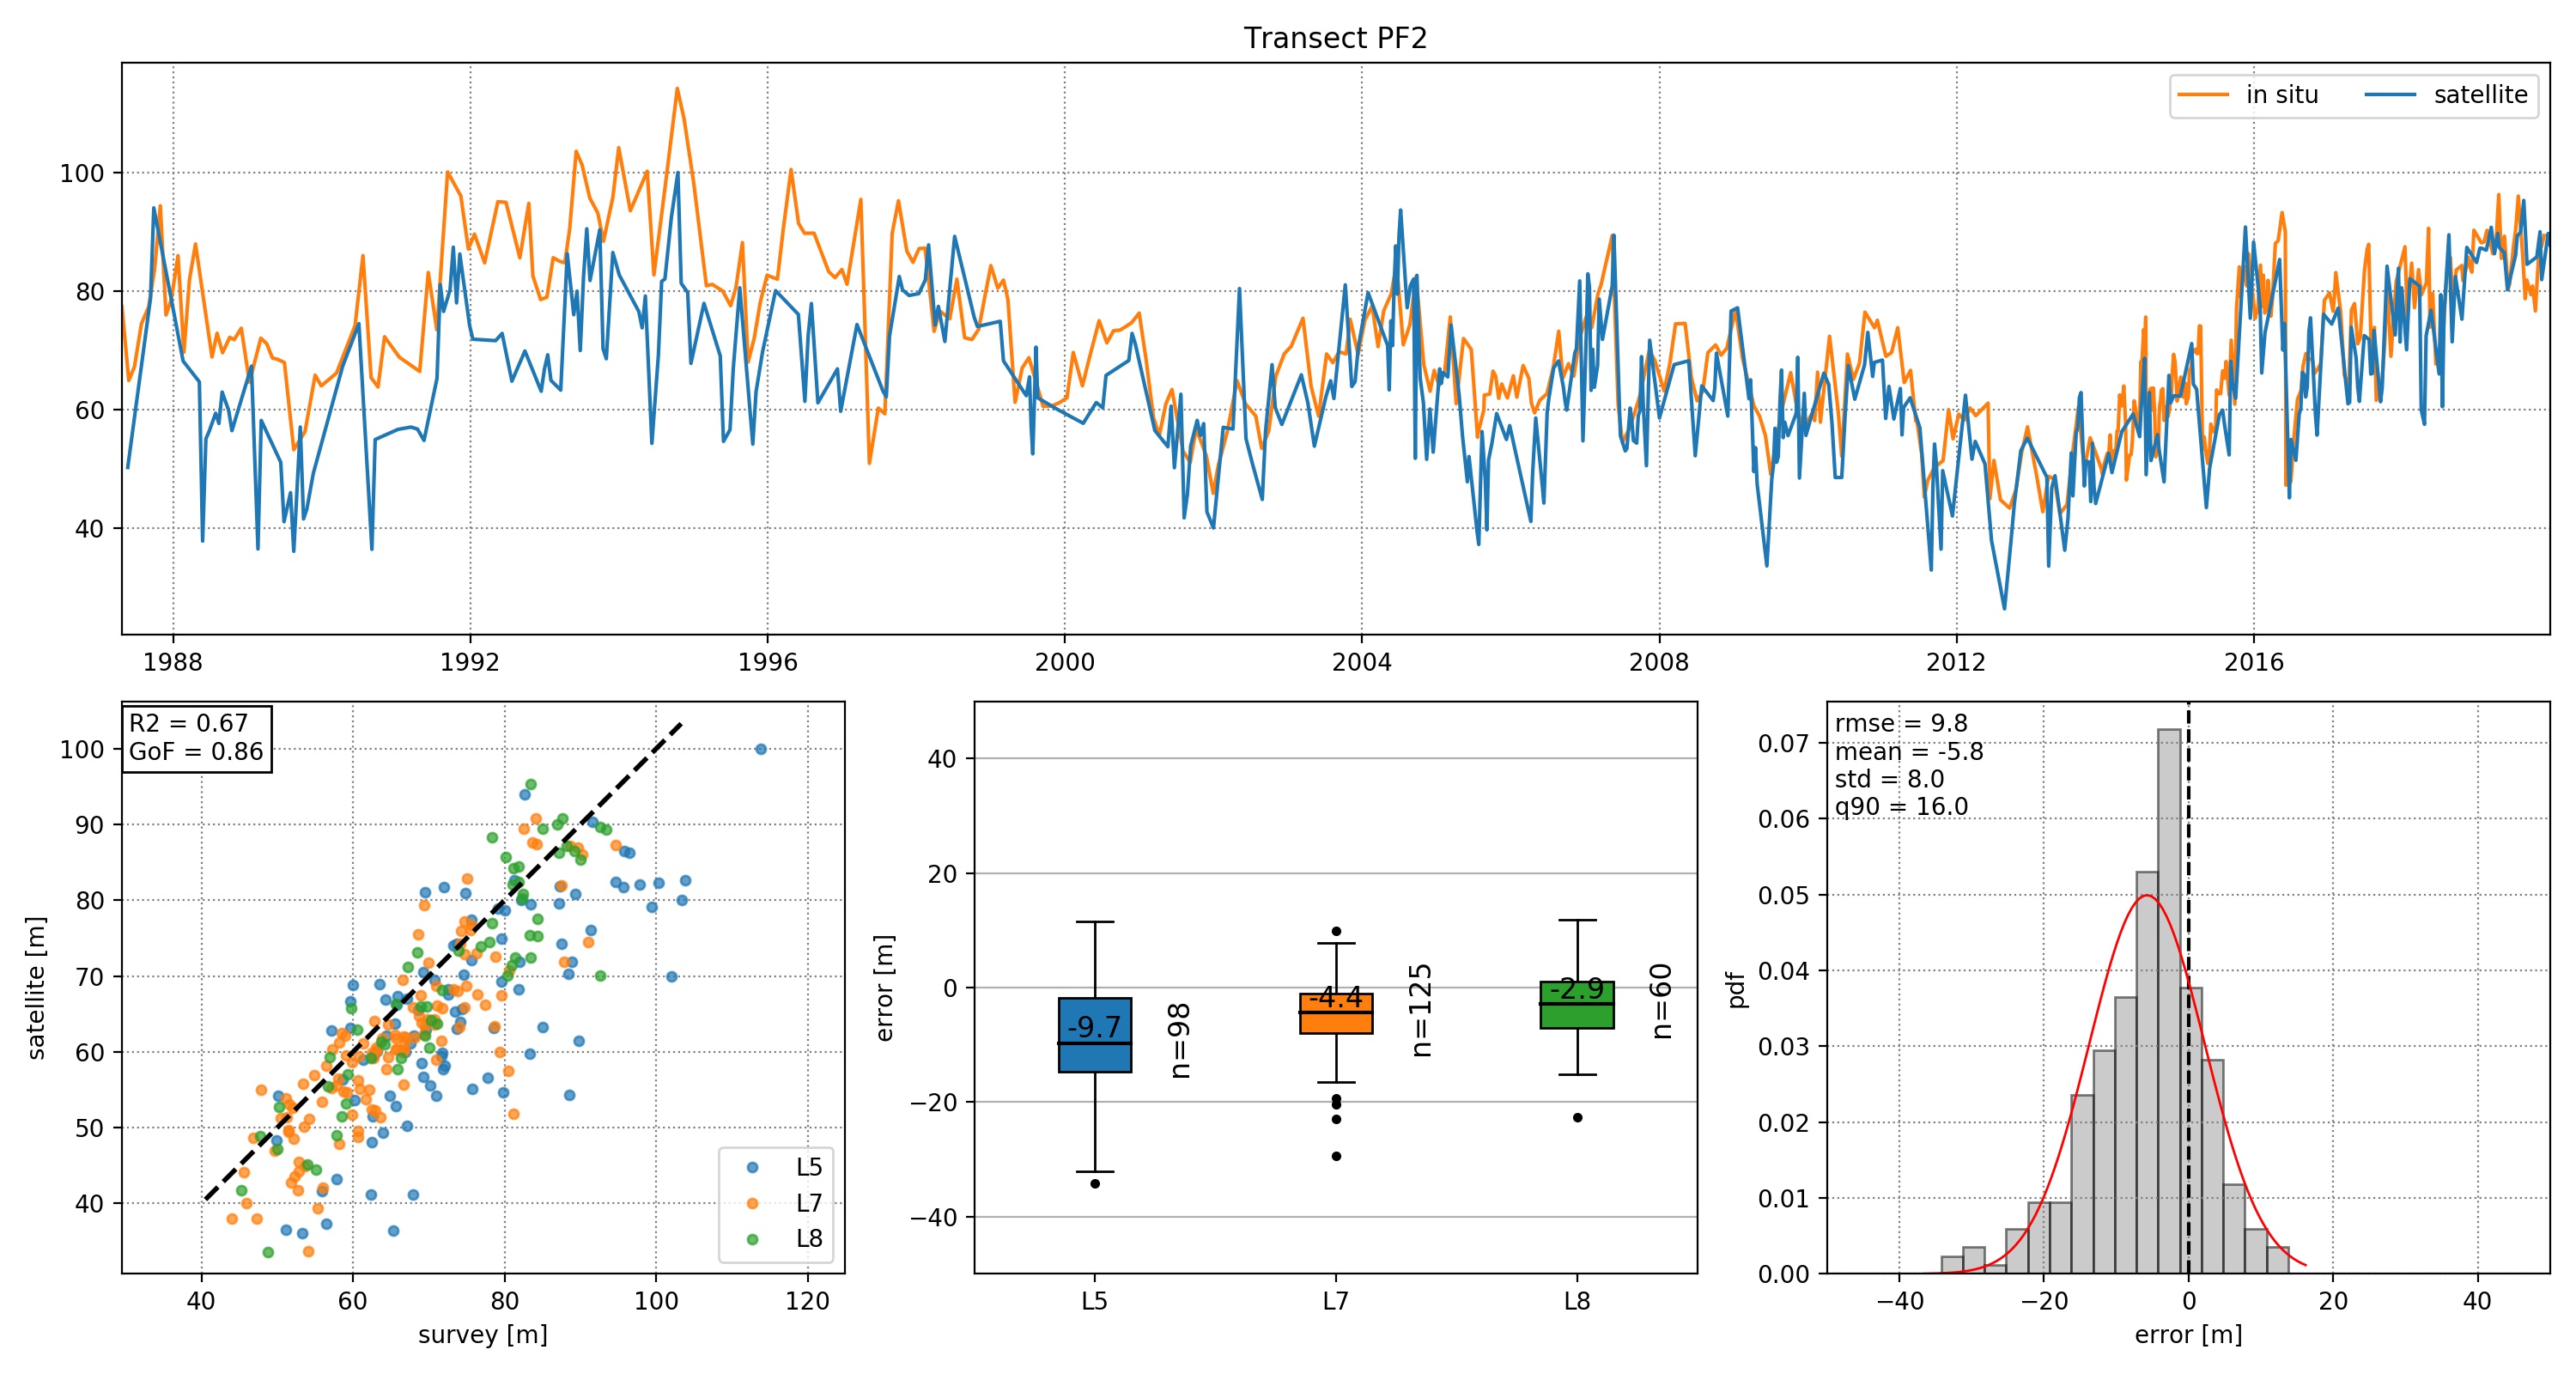 Transect PF2
in situ satellite
100
80
60
40
1988 1992 1996 2000 2004 2008 2012 2016
R2 = 0.67
GoF = 0.86
satellite [m]
100
90
80
70
60
50
40
L5
L7
L8
40 60 80 100 120
survey [m]
error [m]
40
20
0
−20
−40
-9.7
n=98
-4.4
n=125
-2.9
n=60
L5 L7 L8
rmse = 9.8
mean = -5.8
std = 8.0
q90 = 16.0
pdf
0.07
0.06
0.05
0.04
0.03
0.02
0.01
0.00
−40 −20 0 20 40
error [m]